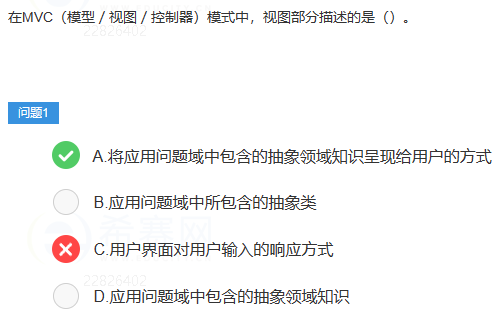 在MVC（模型／视图／控制器）模式中，视图部分描述的是（）。
22826402
问题1
A.将应用问题域中包含的抽象领域知识呈现给用户的方式
B.应用问题域中所包含的抽象类
希赛网
C.用户界面对用户输入的响应方式
22826402
D.应用问题域中包含的抽象领域知识